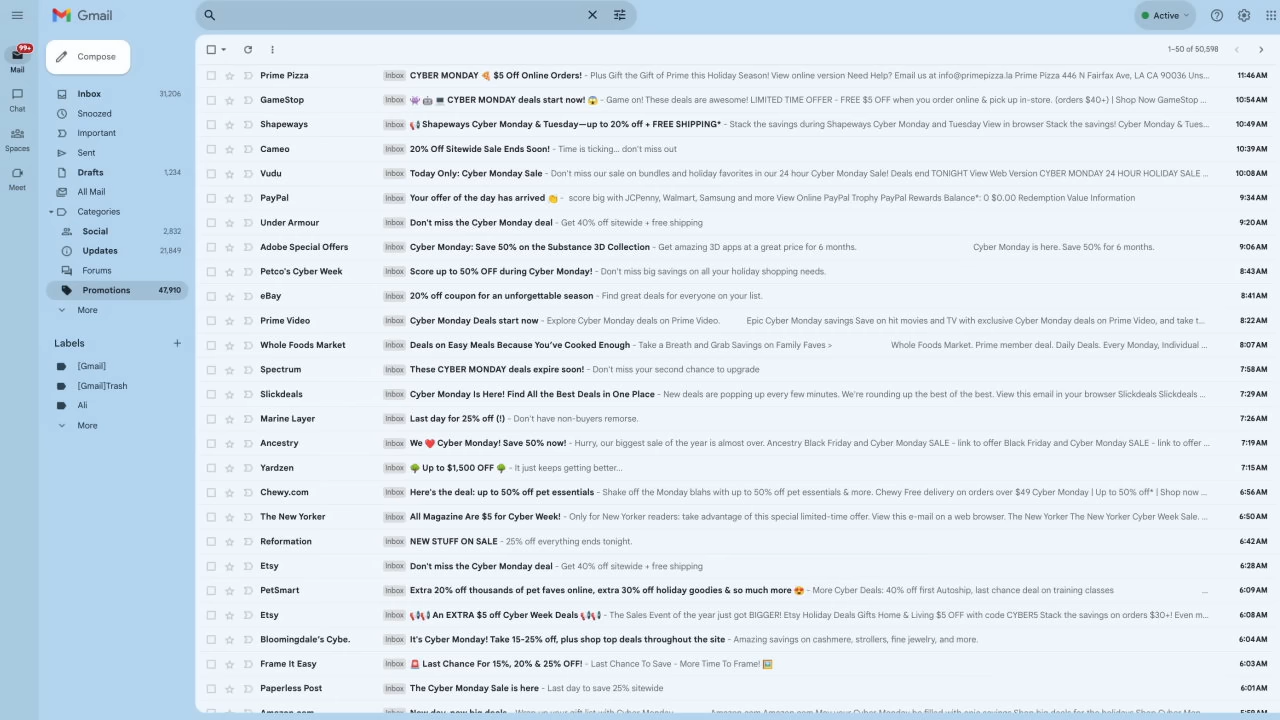 Gmail
Active
99+
Mail
Chat
Spaces
Meet
Compose
Inbox 31,206
Snoozed
Important
Sent
Drafts 1,234
All Mail
Categories
Social 2,832
Updates 21,849
Forums
Promotions 47,910
More
Labels
[Gmail]
[Gmail]Trash
Ali
More
1–50 of 50,598
Prime Pizza Inbox CYBER MONDAY 🍕 $5 Off Online Orders! - Plus Gift the Gift of Prime this Holiday Season! View online version Need Help? Email us at info@primepizza.la Prime Pizza 446 N Fairfax Ave, LA CA 90036 Uns... 11:46 AM
GameStop Inbox 👾 🤖 💻 CYBER MONDAY deals start now! 😱 - Game on! These deals are awesome! LIMITED TIME OFFER - FREE $5 OFF when you order online & pick up in-store. (orders $40+) | Shop Now GameStop ... 10:54 AM
Shapeways Inbox 📢 Shapeways Cyber Monday & Tuesday—up to 20% off + FREE SHIPPING* - Stack the savings during Shapeways Cyber Monday and Tuesday View in browser Stack the savings! Cyber Monday & Tues... 10:49 AM
Cameo Inbox 20% Off Sitewide Sale Ends Soon! - Time is ticking... don't miss out 10:39 AM
Vudu Inbox Today Only: Cyber Monday Sale - Don't miss our sale on bundles and holiday favorites in our 24 hour Cyber Monday Sale! Deals end TONIGHT View Web Version CYBER MONDAY 24 HOUR HOLIDAY SALE ... 10:08 AM
PayPal Inbox Your offer of the day has arrived 👏 - score big with JCPenny, Walmart, Samsung and more View Online PayPal Trophy PayPal Rewards Balance*: 0 $0.00 Redemption Value Information 9:34 AM
Under Armour Inbox Don't miss the Cyber Monday deal - Get 40% off sitewide + free shipping 9:20 AM
Adobe Special Offers Inbox Cyber Monday: Save 50% on the Substance 3D Collection - Get amazing 3D apps at a great price for 6 months. Cyber Monday is here. Save 50% for 6 months. 9:06 AM
Petco's Cyber Week Inbox Score up to 50% OFF during Cyber Monday! - Don't miss big savings on all your holiday shopping needs. 8:43 AM
eBay Inbox 20% off coupon for an unforgettable season - Find great deals for everyone on your list. 8:41 AM
Prime Video Inbox Cyber Monday Deals start now - Explore Cyber Monday deals on Prime Video. Epic Cyber Monday savings Save on hit movies and TV with exclusive Cyber Monday deals on Prime Video, and take t... 8:22 AM
Whole Foods Market Inbox Deals on Easy Meals Because You've Cooked Enough - Take a Breath and Grab Savings on Family Faves > Whole Foods Market. Prime member deal. Daily Deals. Every Monday, Individual ... 8:07 AM
Spectrum Inbox These CYBER MONDAY deals expire soon! - Don't miss your second chance to upgrade 7:58 AM
Slickdeals Inbox Cyber Monday Is Here! Find All the Best Deals in One Place - New deals are popping up every few minutes. We're rounding up the best of the best. View this email in your browser Slickdeals Slickdeals ... 7:29 AM
Marine Layer Inbox Last day for 25% off (!) - Don't have non-buyers remorse. 7:26 AM
Ancestry Inbox We ❤️ Cyber Monday! Save 50% now! - Hurry, our biggest sale of the year is almost over. Ancestry Black Friday and Cyber Monday SALE - link to offer Black Friday and Cyber Monday SALE - link to offer ... 7:19 AM
Yardzen Inbox 🌳 Up to $1,500 OFF 🌳 - It just keeps getting better... 7:15 AM
Chewy.com Inbox Here's the deal: up to 50% off pet essentials - Shake off the Monday blahs with up to 50% off pet essentials & more. Chewy Free delivery on orders over $49 Cyber Monday | Up to 50% off* | Shop now ... 6:56 AM
The New Yorker Inbox All Magazine Are $5 for Cyber Week! - Only for New Yorker readers: take advantage of this special limited-time offer. View this e-mail on a web browser. The New Yorker The New Yorker Cyber Week Sale. ... 6:50 AM
Reformation Inbox NEW STUFF ON SALE - 25% off everything ends tonight. 6:42 AM
Etsy Inbox Don't miss the Cyber Monday deal - Get 40% off sitewide + free shipping 6:28 AM
PetSmart Inbox Extra 20% off thousands of pet faves online, extra 30% off holiday goodies & so much more 😍 - More Cyber Deals: 40% off first Autoship, last chance deal on training classes ... 6:09 AM
Etsy Inbox 📢📢 An EXTRA $5 off Cyber Week Deals 📢📢 - The Sales Event of the year just got BIGGER! Etsy Holiday Deals Gifts Home & Living $5 OFF with code CYBER5 Stack the savings on orders $30+! Even m... 6:08 AM
Bloomingdale's Cybe. Inbox It's Cyber Monday! Take 15-25% off, plus shop top deals throughout the site - Amazing savings on cashmere, strollers, fine jewelry, and more. 6:04 AM
Frame It Easy Inbox 🚨 Last Chance For 15%, 20% & 25% OFF! - Last Chance To Save - More Time To Frame! 🖼️ 6:03 AM
Paperless Post Inbox The Cyber Monday Sale is here - Last day to save 25% sitewide 6:01 AM
Amazon.com Inbox New day, new deals - Wrap up your gift list with Cyber Monday